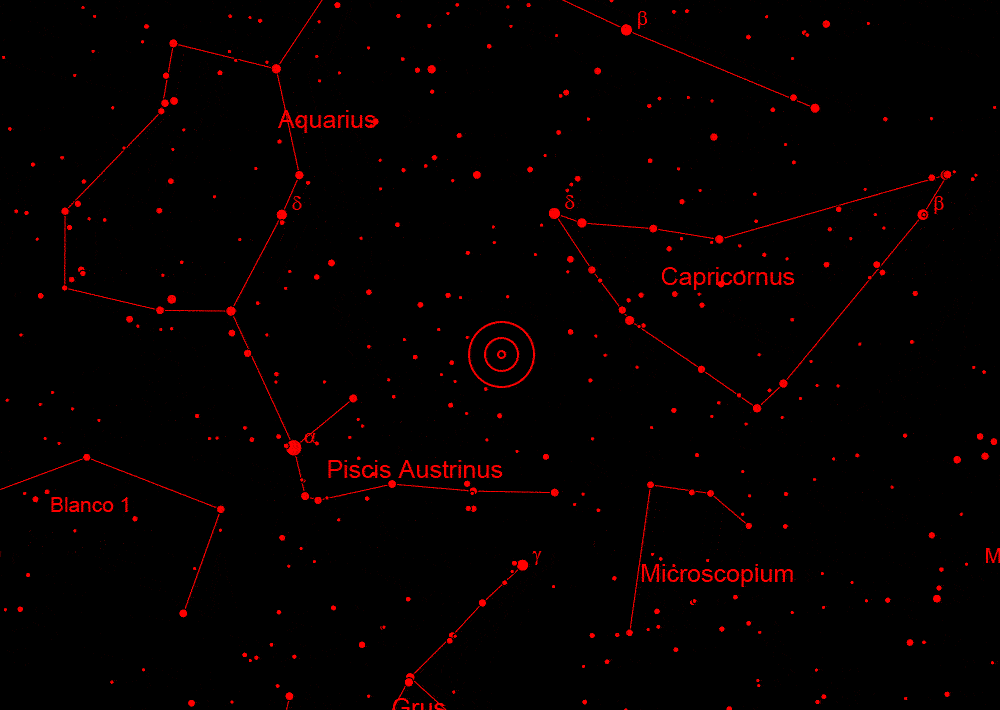 β
Aquarius
δ
δ
β
Capricornus
α
Piscis Austrinus
Blanco 1
γ
M
Microscopium
Grus